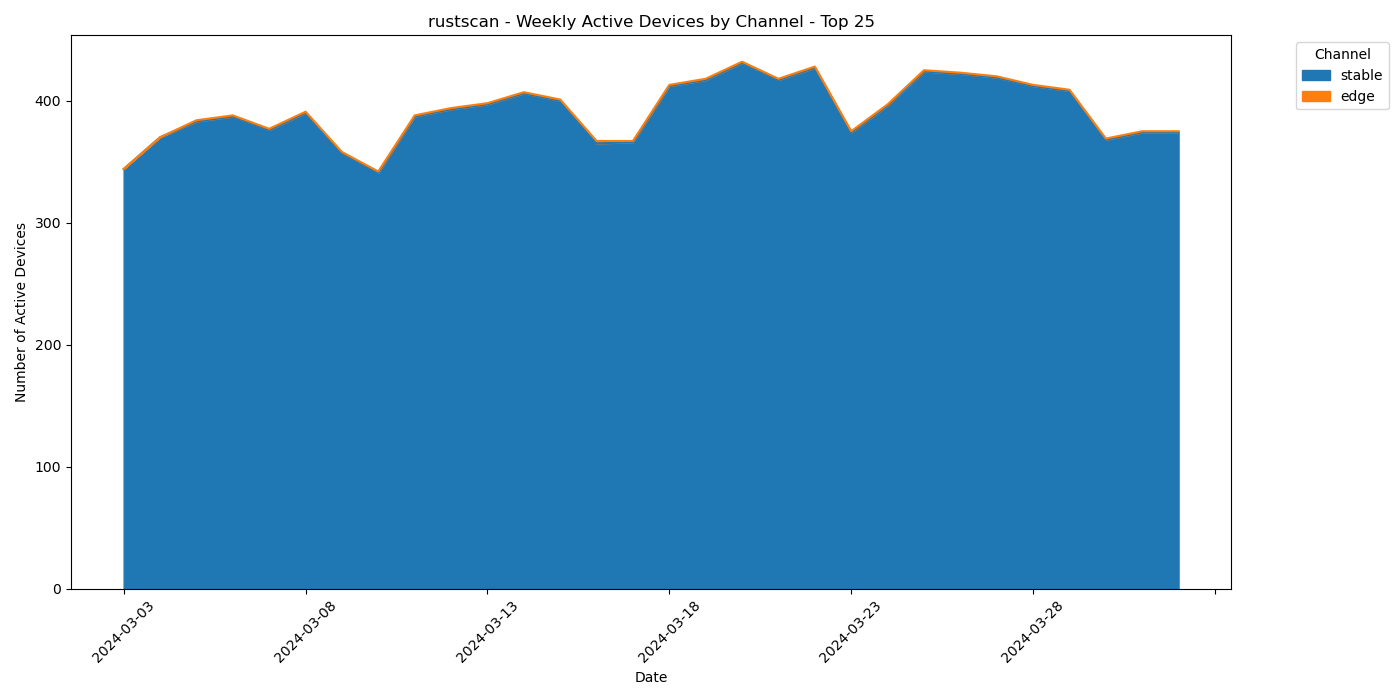 rustscan - Weekly Active Devices by Channel - Top 25
Channel
stable
edge
Number of Active Devices
400
300
200
100
0
2024-03-03
2024-03-08
2024-03-13
2024-03-18
2024-03-23
2024-03-28
Date